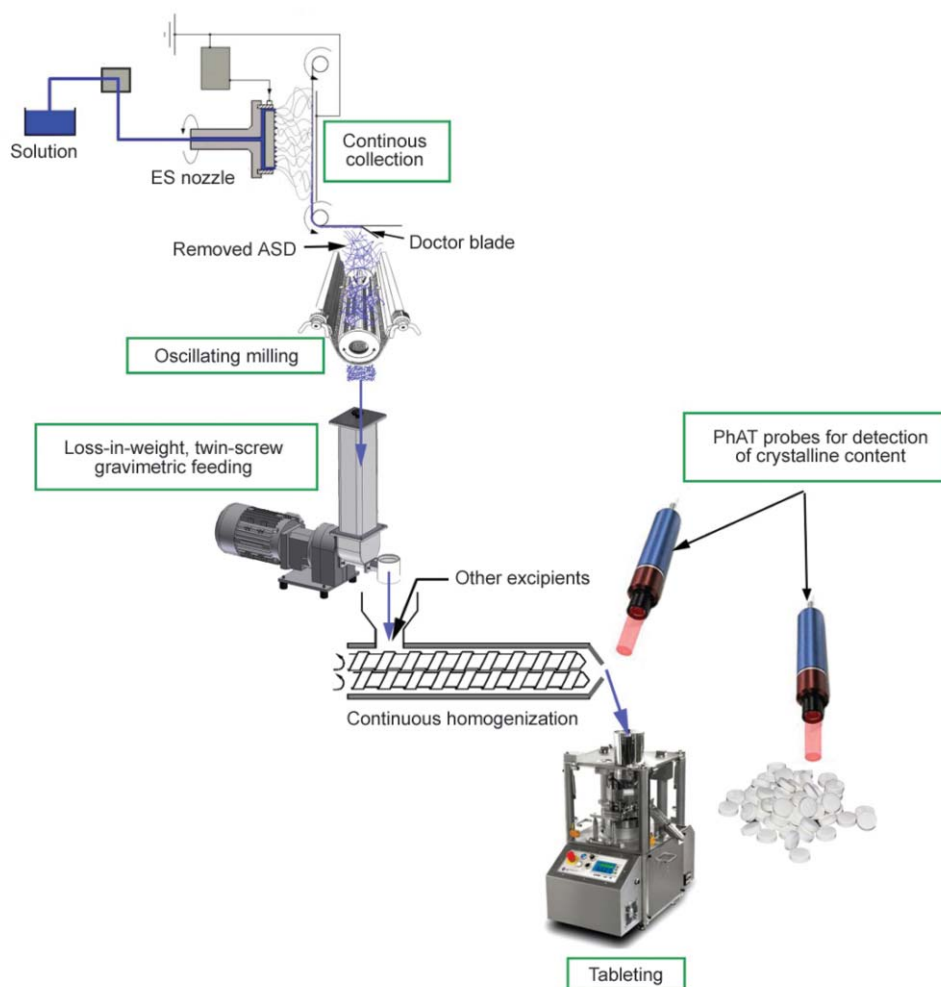 Solution
ES nozzle
Continous
collection
Removed ASD
Doctor blade
Oscillating milling
Loss-in-weight, twin-screw
gravimetric feeding
PhAT probes for detection
of crystalline content
Other excipients
Continuous homogenization
Tableting